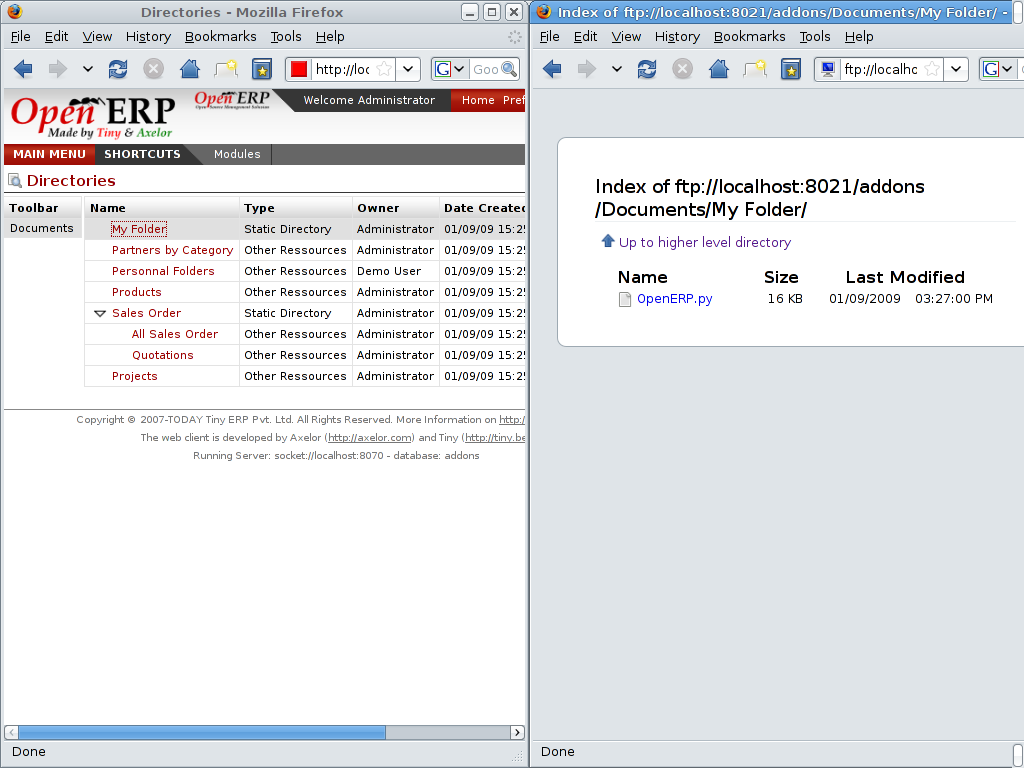 Directories - Mozilla Firefox
File Edit View History Bookmarks Tools Help
http://loc
G Goo
Open ERP
Made by Tiny & Axelor
Open ERP
Open Source Management Solution
Welcome Administrator
Home Pref
MAIN MENU SHORTCUTS Modules
Directories
Toolbar
Documents
Name Type Owner Date Created
My Folder Static Directory Administrator 01/09/09 15:25
Partners by Category Other Ressources Administrator 01/09/09 15:25
Personnal Folders Other Ressources Demo User 01/09/09 15:25
Products Other Ressources Administrator 01/09/09 15:25
Sales Order Static Directory Administrator 01/09/09 15:25
All Sales Order Other Ressources Administrator 01/09/09 15:25
Quotations Other Ressources Administrator 01/09/09 15:25
Projects Other Ressources Administrator 01/09/09 15:25
Copyright © 2007-TODAY Tiny ERP Pvt. Ltd. All Rights Reserved. More Information on http:/
The web client is developed by Axelor (http://axelor.com) and Tiny (http://tiny.be
Running Server: socket://localhost:8070 - database: addons
Done
Index of ftp://localhost:8021/addons/Documents/My Folder/ -
File Edit View History Bookmarks Tools Help
ftp://localhc
G
Index of ftp://localhost:8021/addons
/Documents/My Folder/
Up to higher level directory
Name Size Last Modified
OpenERP.py 16 KB 01/09/2009 03:27:00 PM
Done